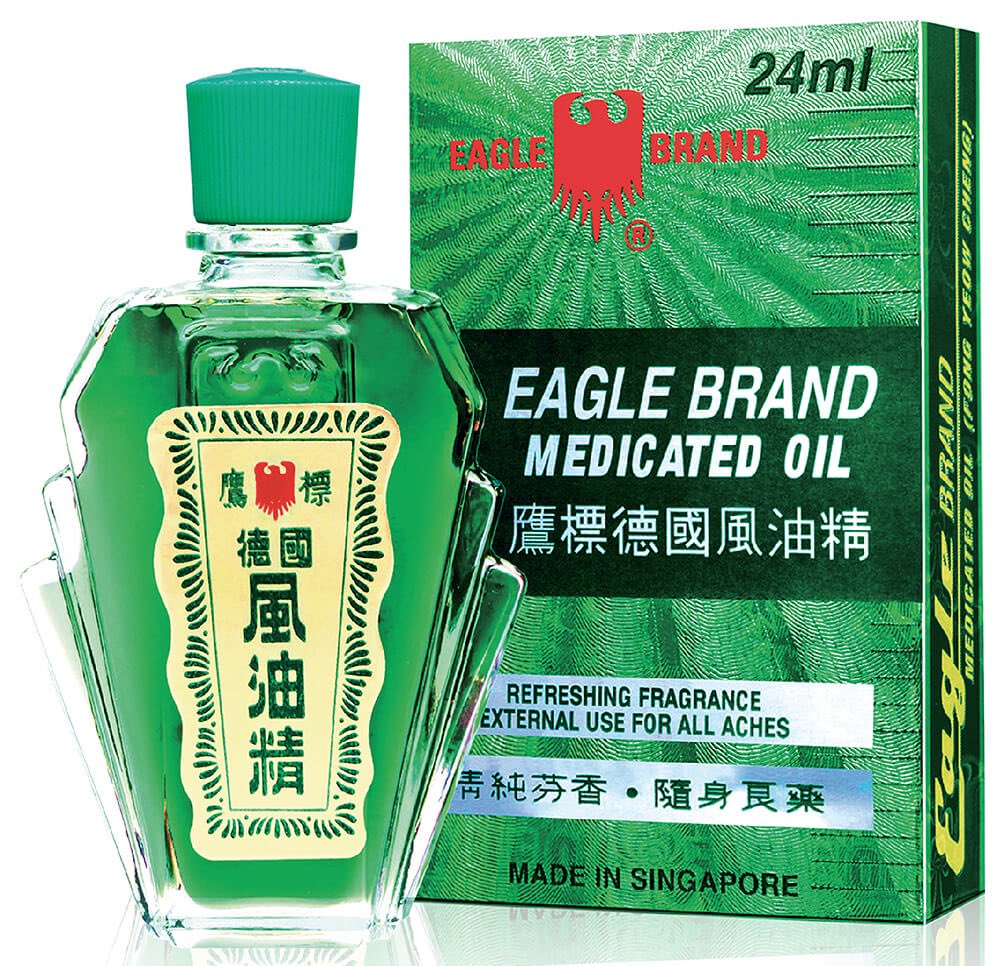 鷹 標
德國
風
油
精
24ml
EAGLE BRAND
®
EAGLE BRAND
MEDICATED OIL
鷹標德國風油精
REFRESHING FRAGRANCE
EXTERNAL USE FOR ALL ACHES
清純芬香・隨身良藥
MADE IN SINGAPORE
Eagle BRAND
MEDICATED OIL (FONG YEOW CHENG)